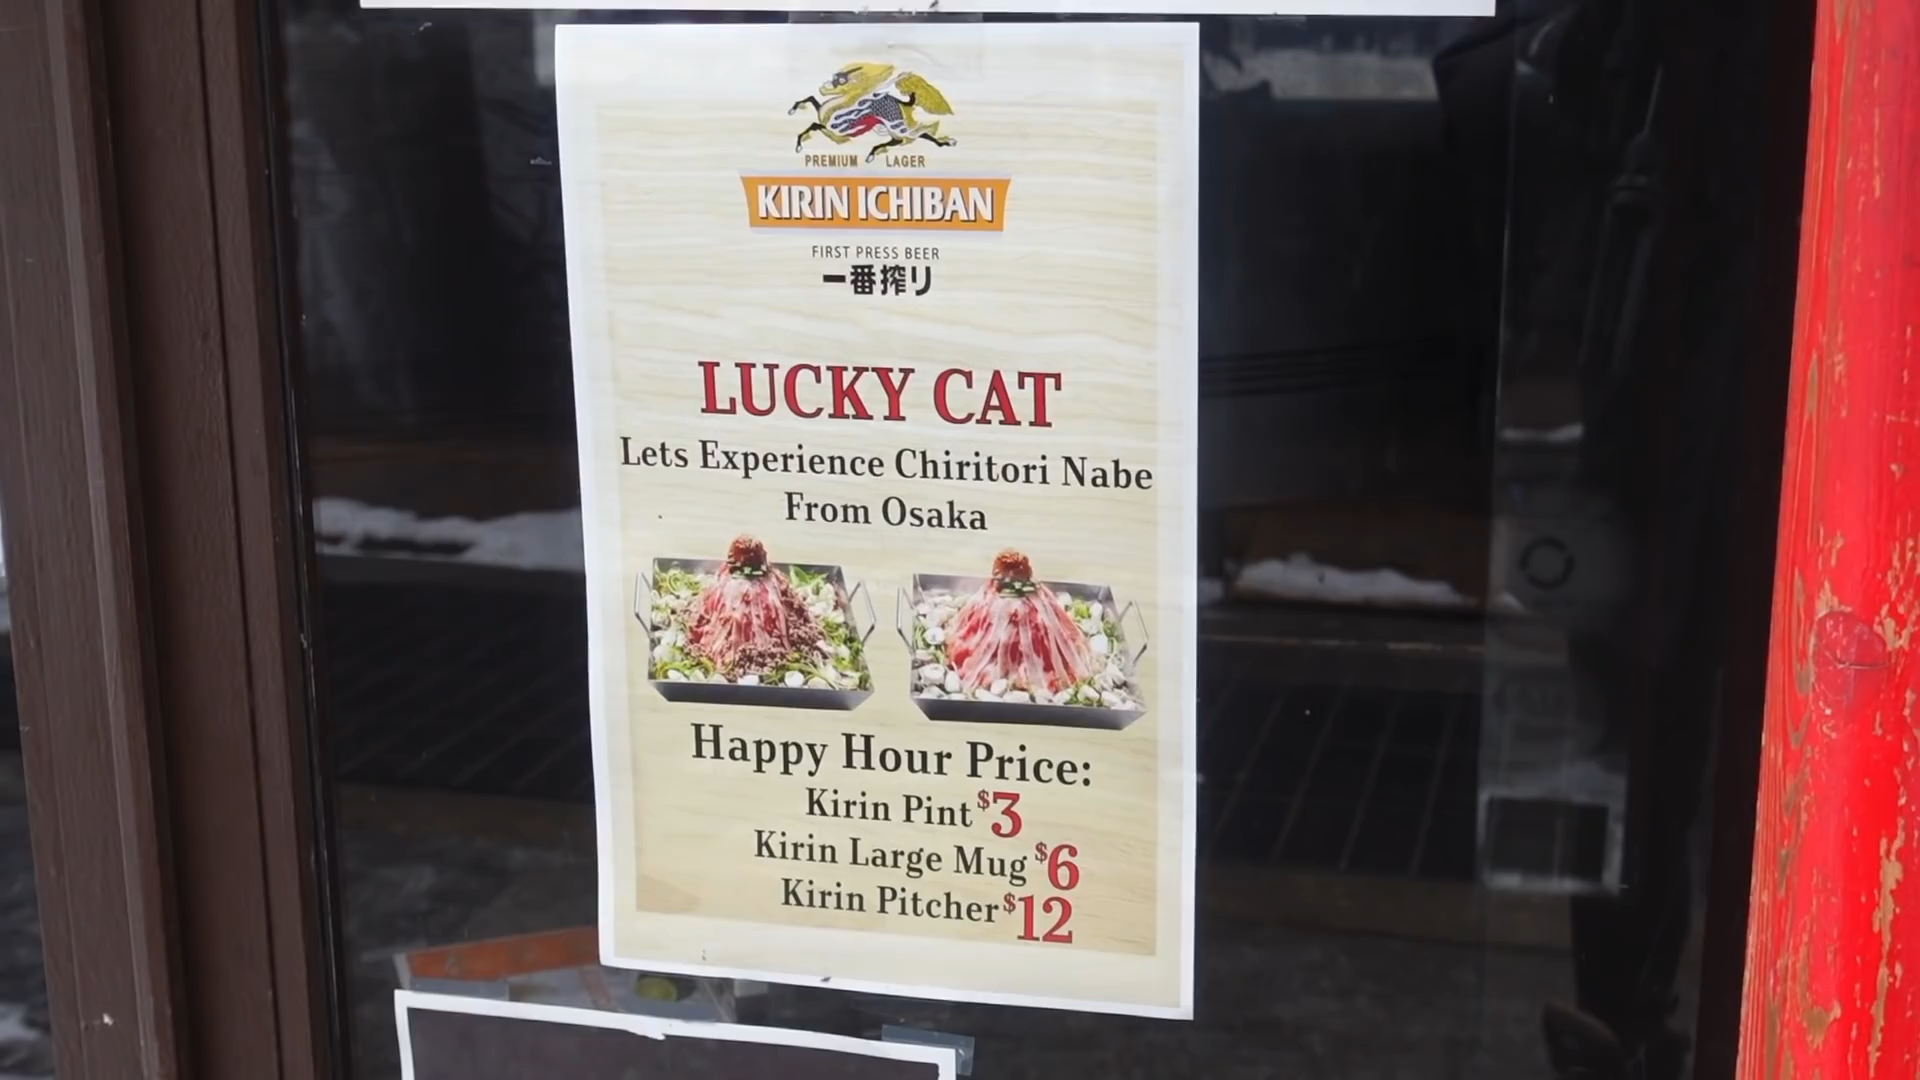 PREMIUM LAGER
KIRIN ICHIBAN
FIRST PRESS BEER
一番搾り
LUCKY CAT
Lets Experience Chiritori Nabe
From Osaka
Happy Hour Price:
Kirin Pint $3
Kirin Large Mug $6
Kirin Pitcher $12